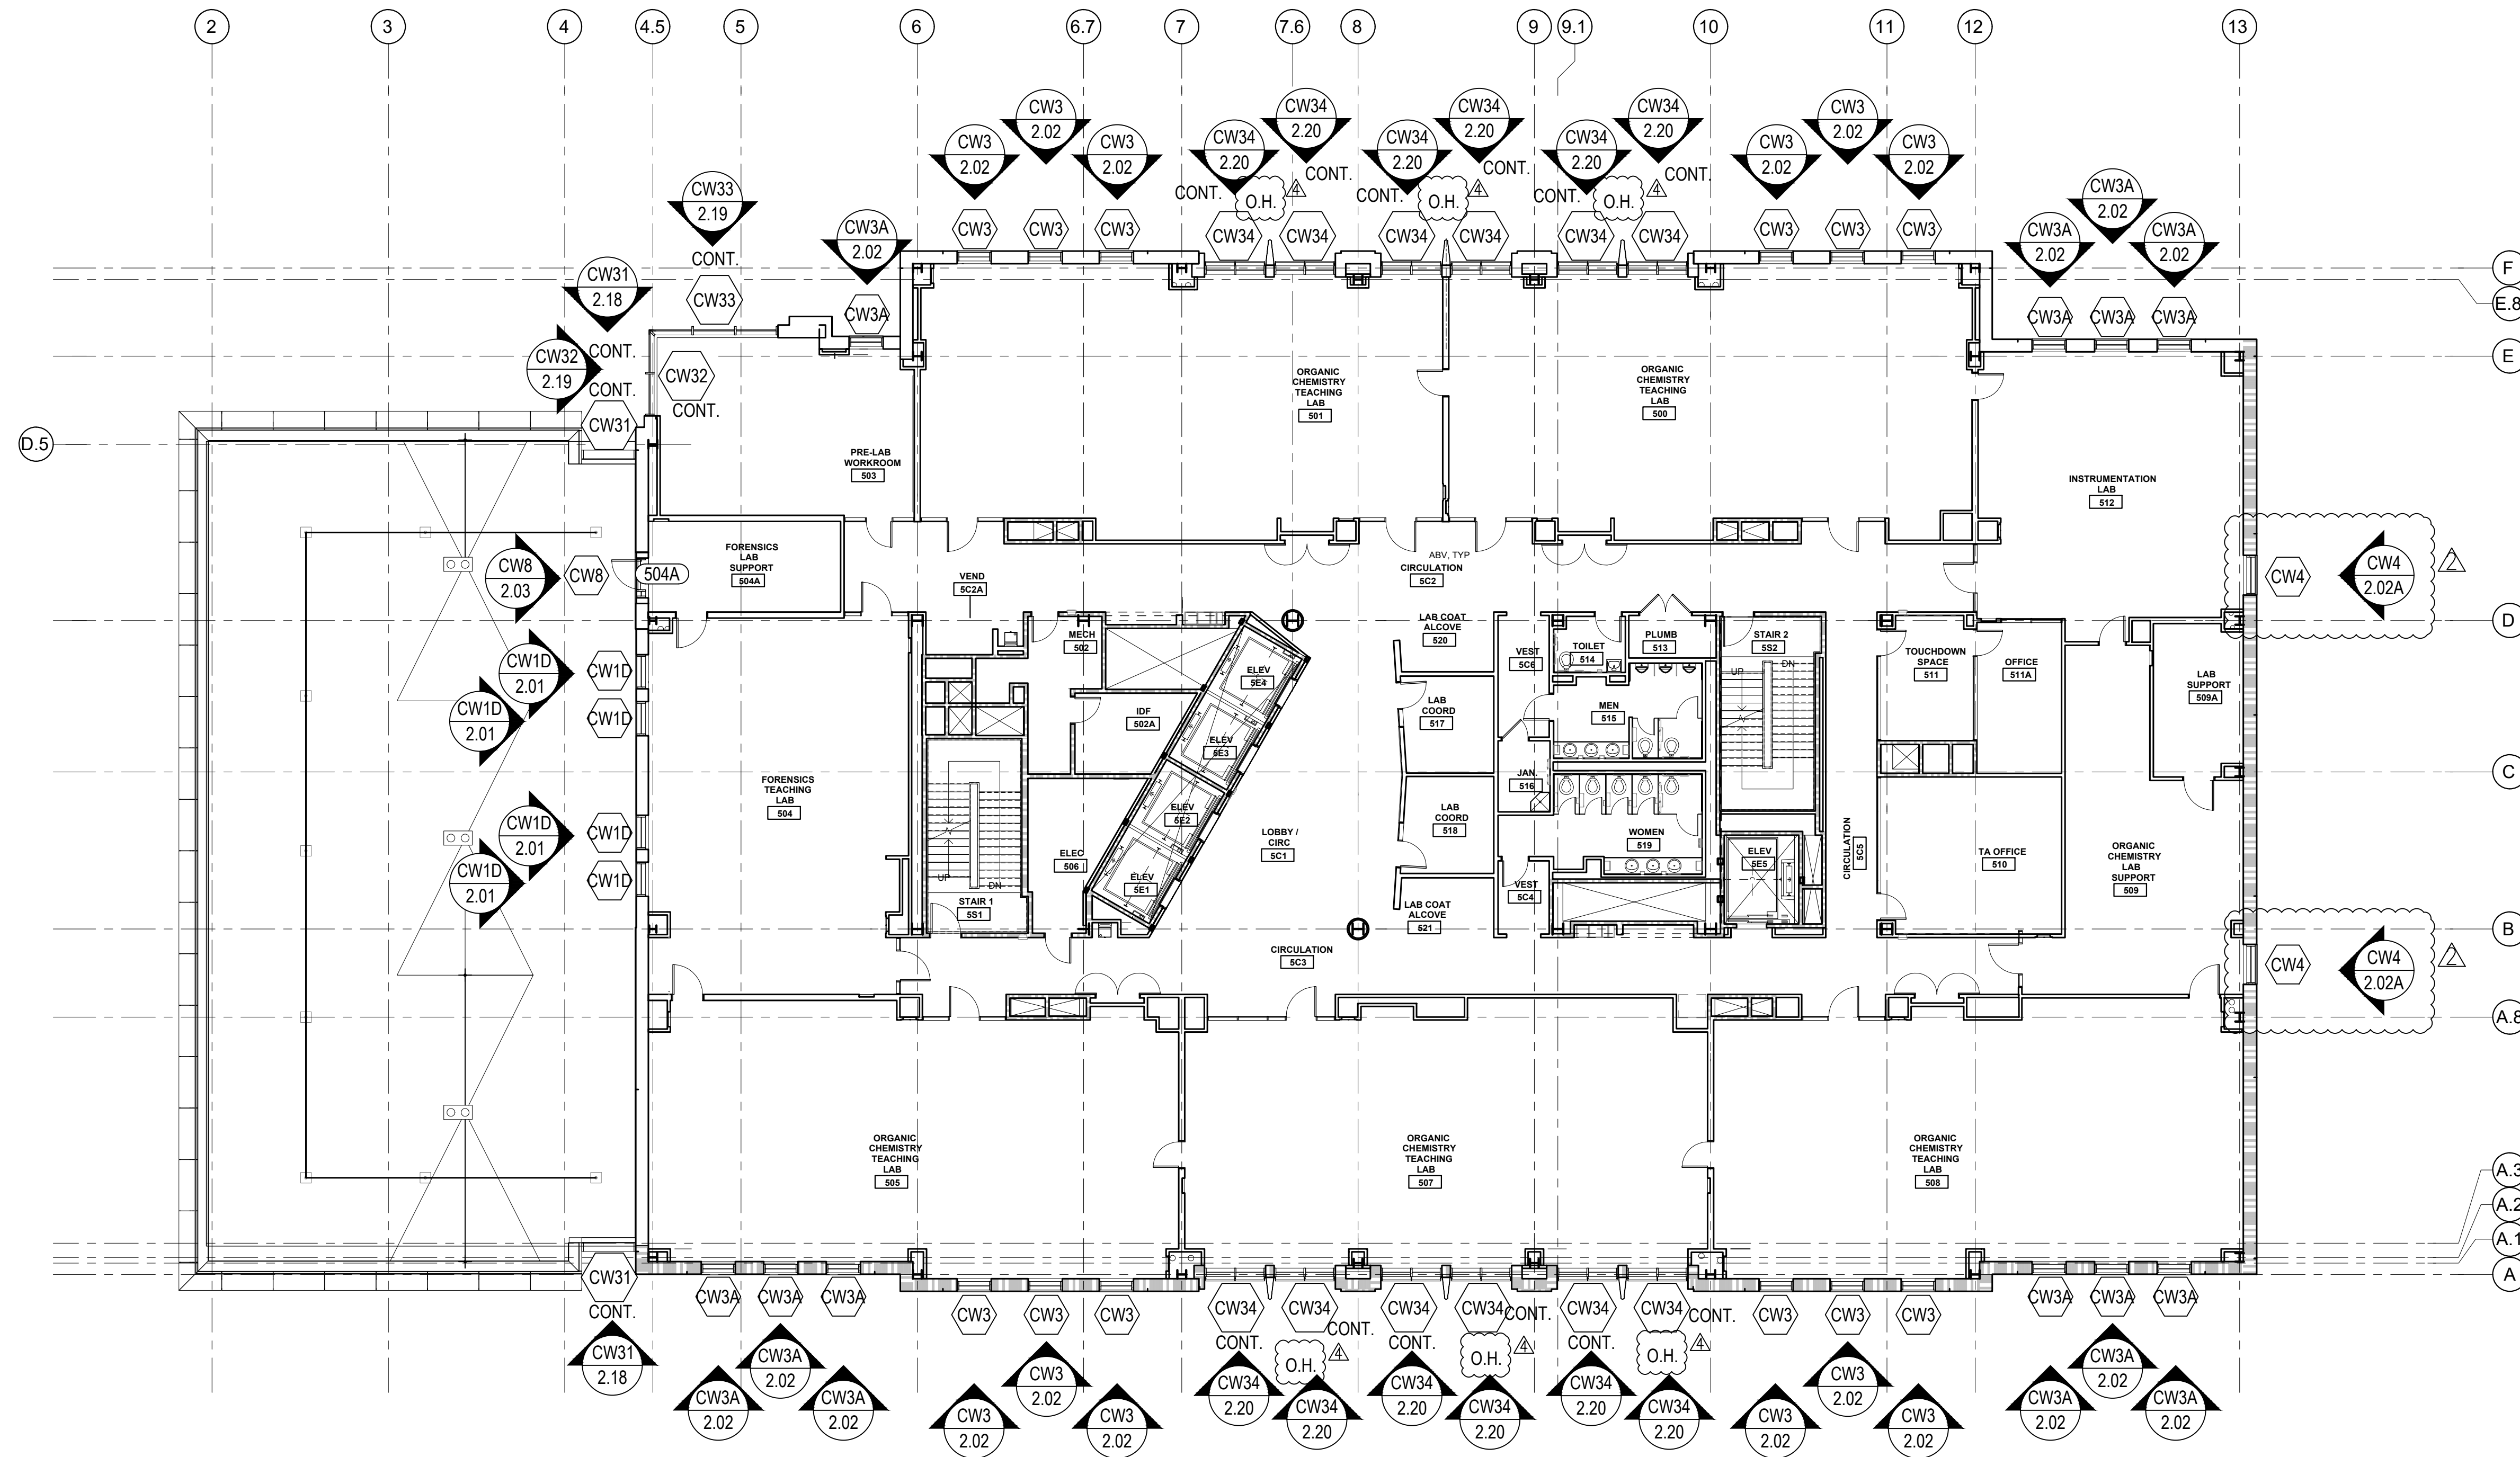 2 3 4 4.5 5 6 6.7 7 7.6 8 9 9.1 10 11 12 13
CW3
2.02
CW3
2.02
CW3
2.02
CW34
2.20
CW34
2.20
CW34
2.20
CW34
2.20
CW34
2.20
CW34
2.20
CW3
2.02
CW3
2.02
CW3
2.02
CONT. CONT. CONT. CONT. CONT. CONT.
O.H. 4 O.H. 4 O.H. 4
CW33
2.19
CONT.
CW3A
2.02
CW3A
2.02
CW3A
2.02
CW3A
2.02
CW3 CW3 CW3 CW34 CW34 CW34 CW34 CW34 CW34 CW3 CW3 CW3
CW31
2.18
CONT.
CW33
CW3A
CW3A CW3A CW3A
F
E.8
E
CW32
2.19
CONT.
CW32
CONT.
CW31
D.5
ORGANIC
CHEMISTRY
TEACHING
LAB
501
ORGANIC
CHEMISTRY
TEACHING
LAB
500
PRE-LAB
WORKROOM
503
INSTRUMENTATION
LAB
512
CW8
2.03
CW8
504A
FORENSICS
LAB
SUPPORT
504A
VEND
5C2A
ABV, TYP
CIRCULATION
5C2
CW4
CW4
2.02A
2
D
MECH
502
LAB COAT
ALCOVE
520
VEST
5C6
TOILET
514
PLUMB
513
STAIR 2
5S2
UP
DN
TOUCHDOWN
SPACE
511
OFFICE
511A
LAB
SUPPORT
509A
CW1D
2.01
CW1D
CW1D
2.01
CW1D
ELEV
5E4
IDF
502A
ELEV
5E3
LAB
COORD
517
MEN
515
C
FORENSICS
TEACHING
LAB
504
JAN.
516
CW1D
2.01
CW1D
CW1D
2.01
CW1D
ELEV
5E2
LOBBY /
CIRC
5C1
LAB
COORD
518
WOMEN
519
ELEC
506
ELEV
5E1
ELEV
5E5
CIRCULATION
5C5
TA OFFICE
510
ORGANIC
CHEMISTRY
LAB
SUPPORT
509
UP
DN
STAIR 1
5S1
VEST
5C4
LAB COAT
ALCOVE
521
B
CIRCULATION
5C3
CW4
CW4
2.02A
2
A.8
ORGANIC
CHEMISTRY
TEACHING
LAB
505
ORGANIC
CHEMISTRY
TEACHING
LAB
507
ORGANIC
CHEMISTRY
TEACHING
LAB
508
A.3
A.2
A.1
A
CW31
CONT.
CW31
2.18
CW3A CW3A CW3A CW3 CW3 CW3 CW34 CW34 CW34 CW34 CW34 CW34 CW3 CW3 CW3 CW3A CW3A CW3A
CONT. CONT. CONT. CONT. CONT. CONT.
O.H. 4 O.H. 4 O.H. 4
CW3A
2.02
CW3A
2.02
CW3A
2.02
CW3
2.02
CW3
2.02
CW3
2.02
CW34
2.20
CW34
2.20
CW34
2.20
CW34
2.20
CW34
2.20
CW34
2.20
CW3
2.02
CW3
2.02
CW3
2.02
CW3A
2.02
CW3A
2.02
CW3A
2.02